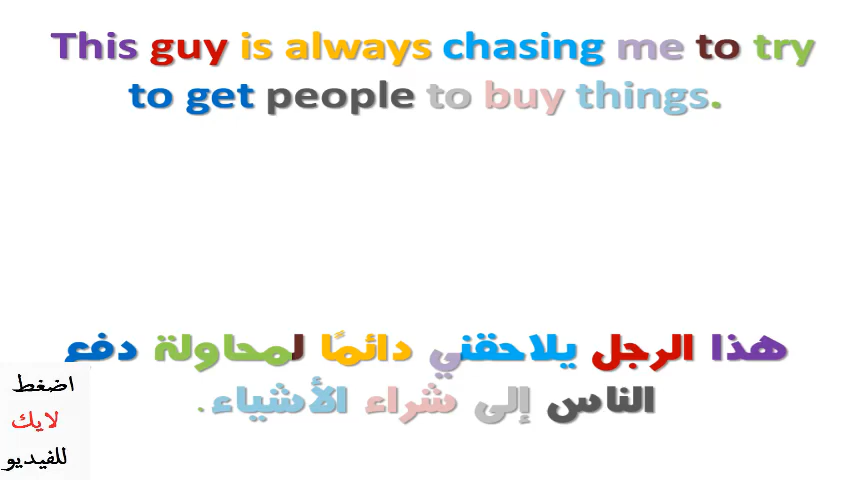 This guy is always chasing me to try
to get people to buy things.
هذا الرجل يلاحقني دائمًا لمحاولة دفع
الناس إلى شراء الأشياء.
اضغط
لايك
للفيديو